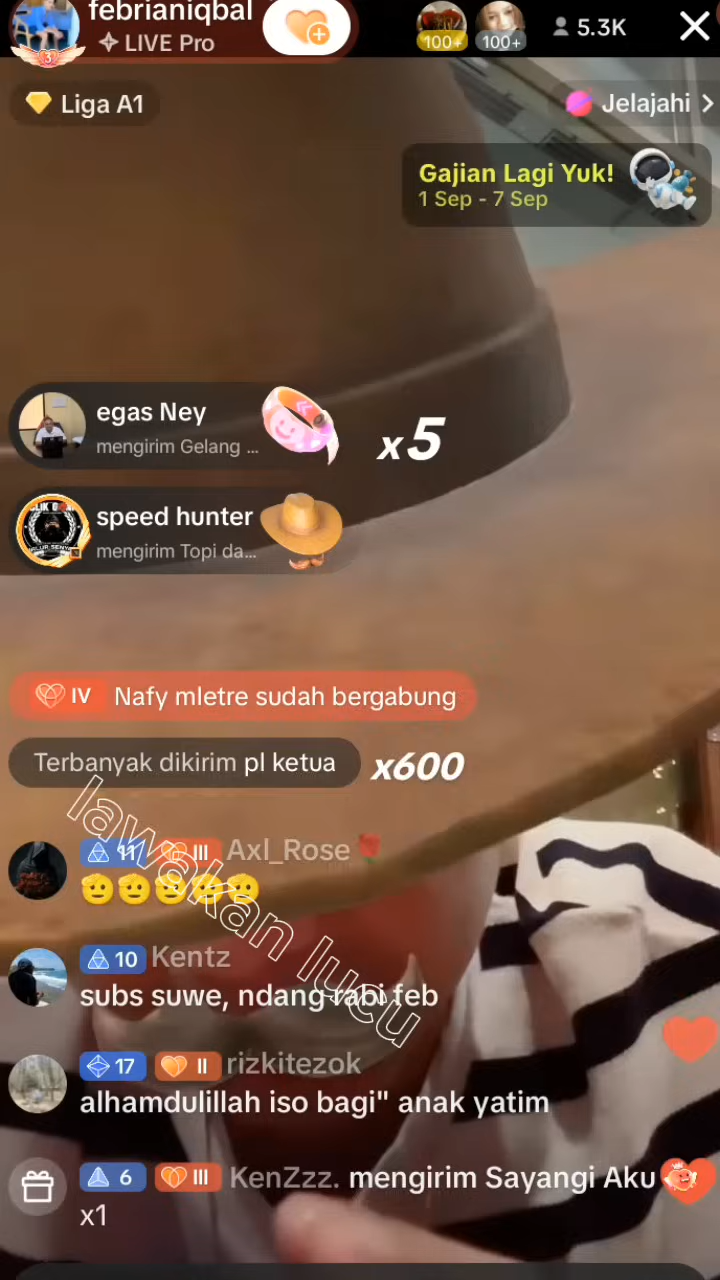 febrianiqbal
LIVE Pro
3
100+
100+
5.3K
Liga A1
Jelajahi
Gajian Lagi Yuk!
1 Sep - 7 Sep
egas Ney
mengirim Gelang ...
x5
speed hunter
mengirim Topi da...
IV Nafy mletre sudah bergabung
Terbanyak dikirim pl ketua x600
lawakan lucu
11 III Axl_Rose
10 Kentz
subs suwe, ndang rabi feb
17 II rizkitezok
alhamdulillah iso bagi" anak yatim
6 III KenZzz. mengirim Sayangi Aku
x1